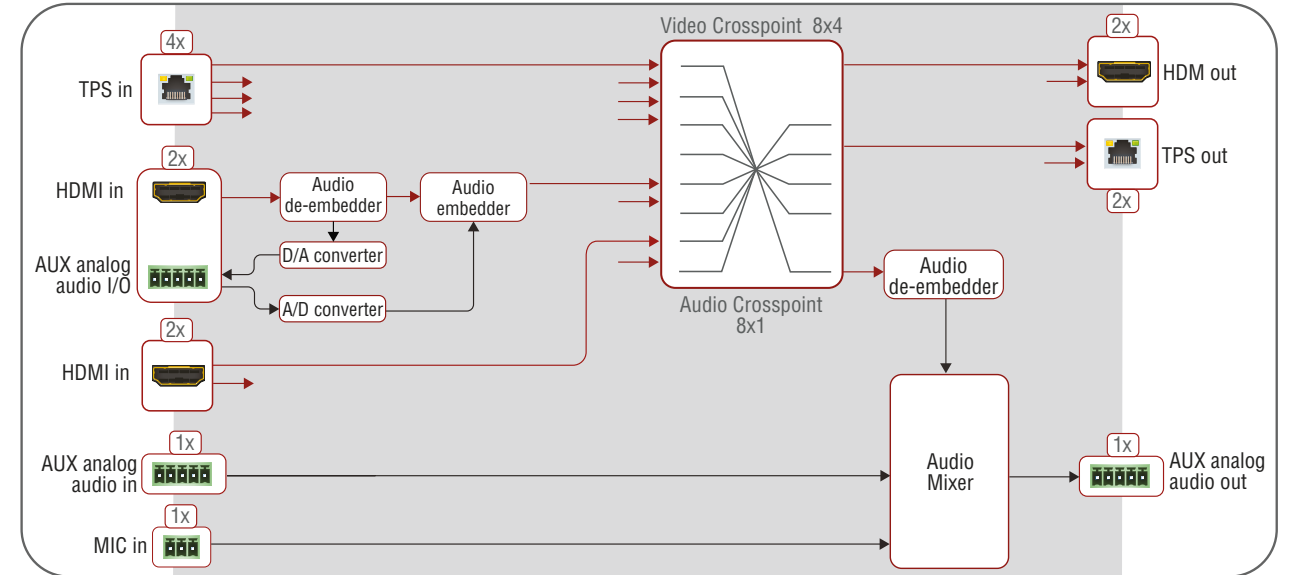 Video Crosspoint 8x4
4x
TPS in
2x
HDM out
TPS out
2x
2x
HDMI in
Audio
de-embedder
Audio
embedder
D/A converter
AUX analog
audio I/O
A/D converter
Audio Crosspoint
8x1
Audio
de-embedder
2x
HDMI in
1x
AUX analog
audio in
Audio
Mixer
1x
AUX analog
audio out
1x
MIC in